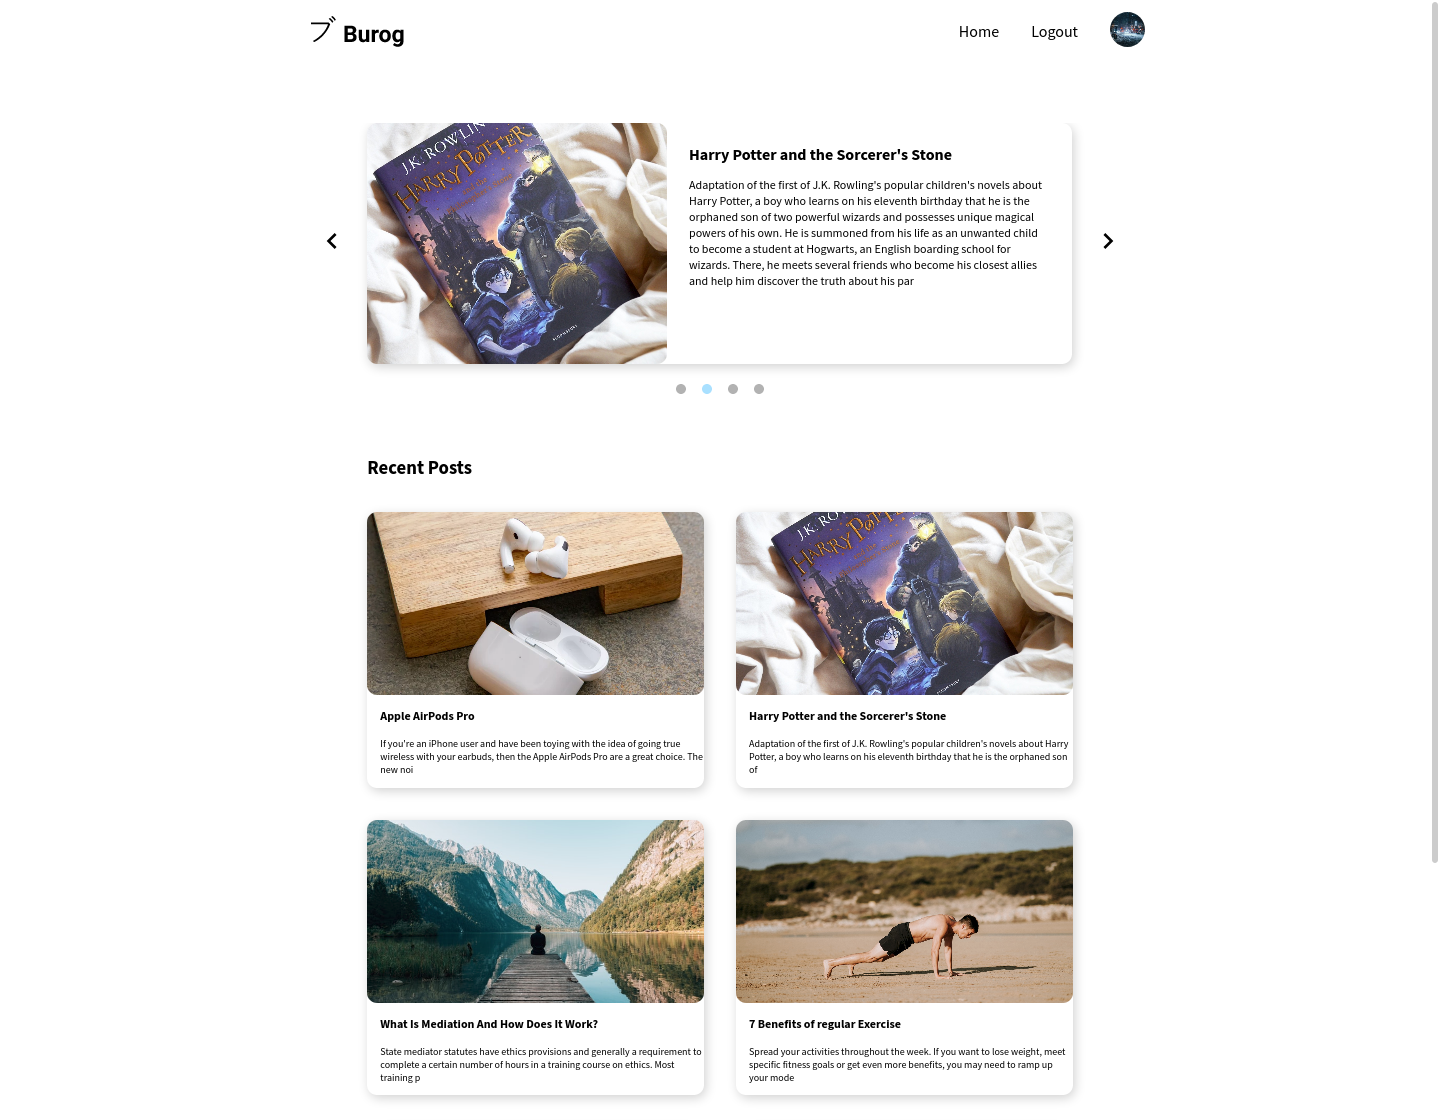 ブ Burog
Home
Logout
J.K. ROWLIN
HARRY POTTER
Harry Potter and the Sorcerer's Stone
Adaptation of the first of J.K. Rowling's popular children's novels about
Harry Potter, a boy who learns on his eleventh birthday that he is the
orphaned son of two powerful wizards and possesses unique magical
powers of his own. He is summoned from his life as an unwanted child
to become a student at Hogwarts, an English boarding school for
wizards. There, he meets several friends who become his closest allies
and help him discover the truth about his par
Recent Posts
Apple AirPods Pro
If you're an iPhone user and have been toying with the idea of going true
wireless with your earbuds, then the Apple AirPods Pro are a great choice. The
new noi
J.K. RO
HARRY POTTER
Harry Potter and the Sorcerer's Stone
Adaptation of the first of J.K. Rowling's popular children's novels about Harry
Potter, a boy who learns on his eleventh birthday that he is the orphaned son
of
What Is Mediation And How Does It Work?
State mediator statutes have ethics provisions and generally a requirement to
complete a certain number of hours in a training course on ethics. Most
training p
7 Benefits of regular Exercise
Spread your activities throughout the week. If you want to lose weight, meet
specific fitness goals or get even more benefits, you may need to ramp up
your mode